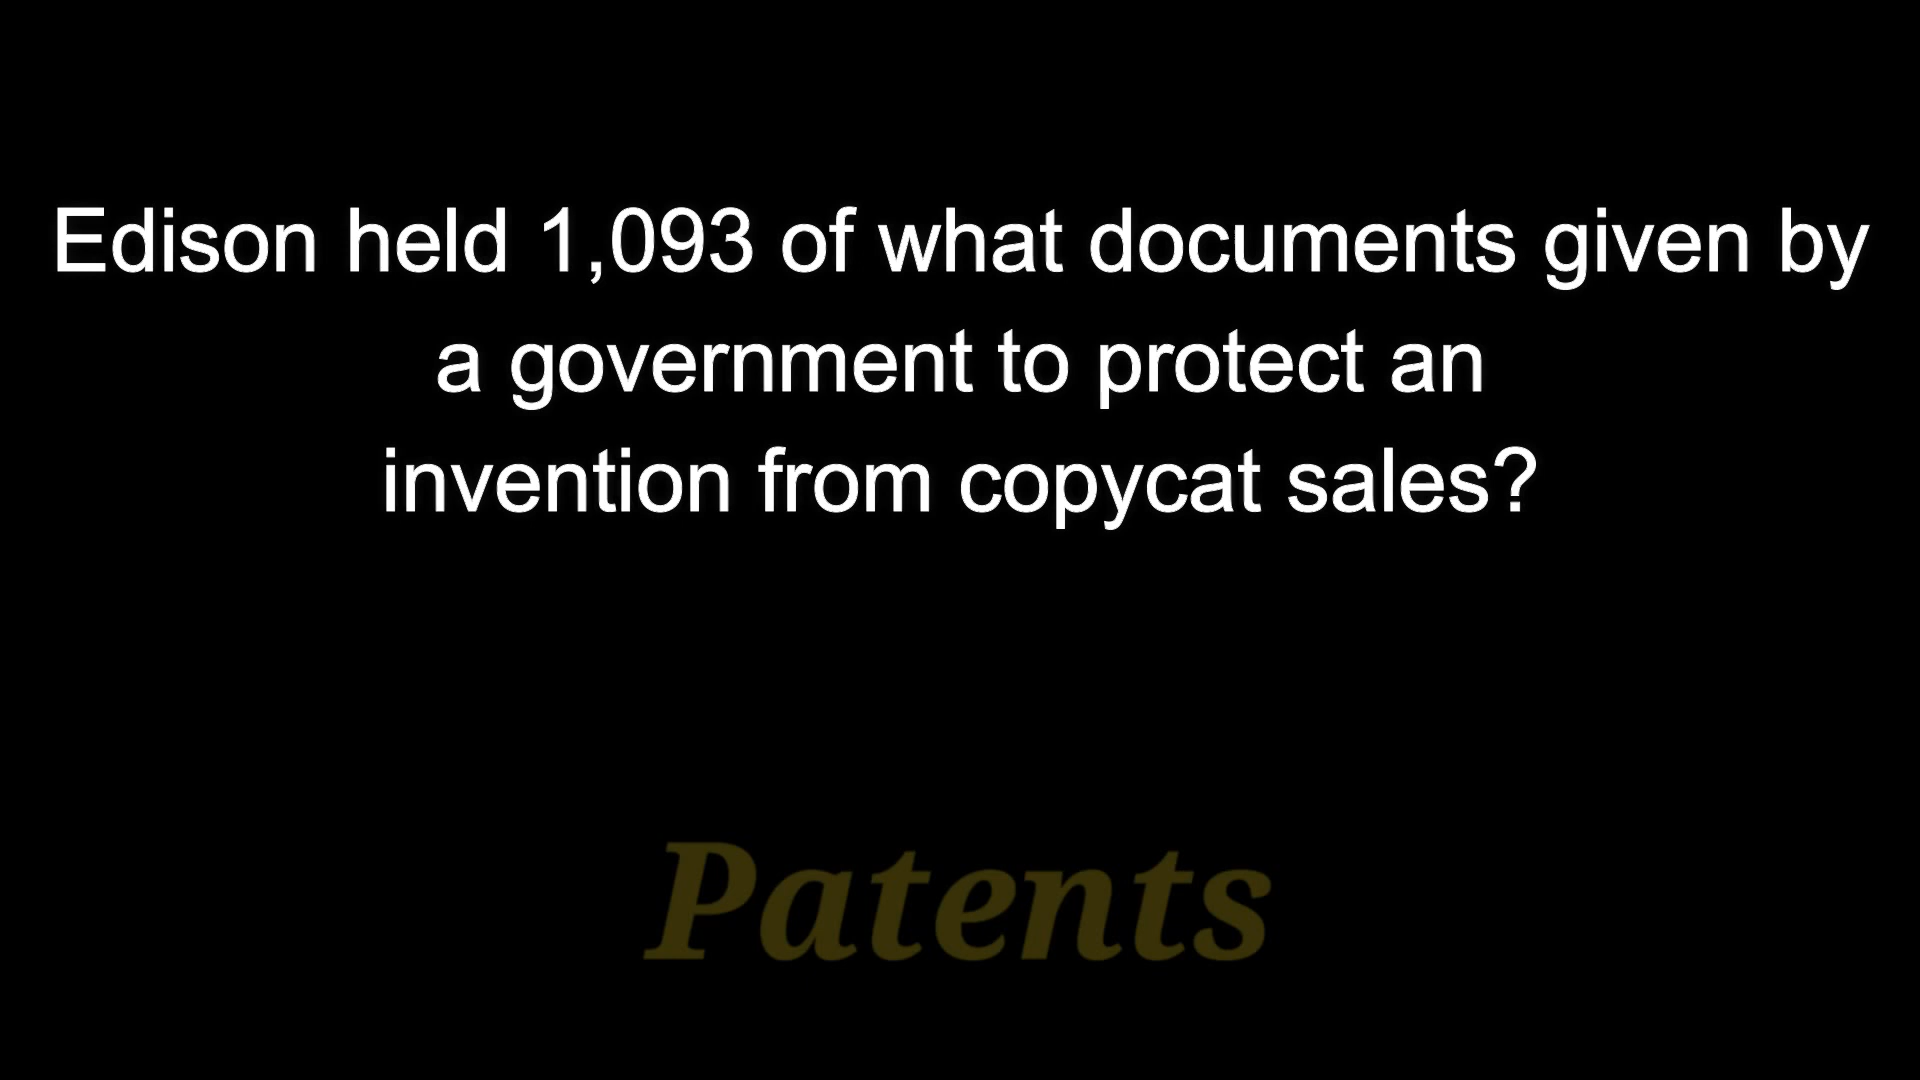 Edison held 1,093 of what documents given by
a government to protect an
invention from copycat sales?
Patents